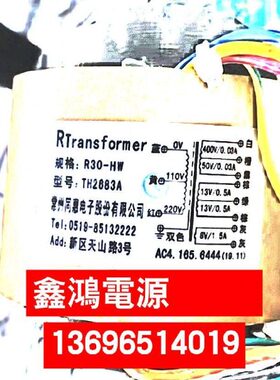 RTransformer
规格: R30-HW
型号: TH2683A
常州同惠电子股份有限公司
Tel:0519-85132222
Add: 新区天山路3号
蓝 0V
黄 110V
红 220V
双色
白
400V/0.03A
橙
50V/0.03A
棕
13V/0.5A
绿
13V/0.5A
棕
灰
8V/1.5A
灰
AC4.165.6444 (19.11)
鑫鴻電源
13696514019